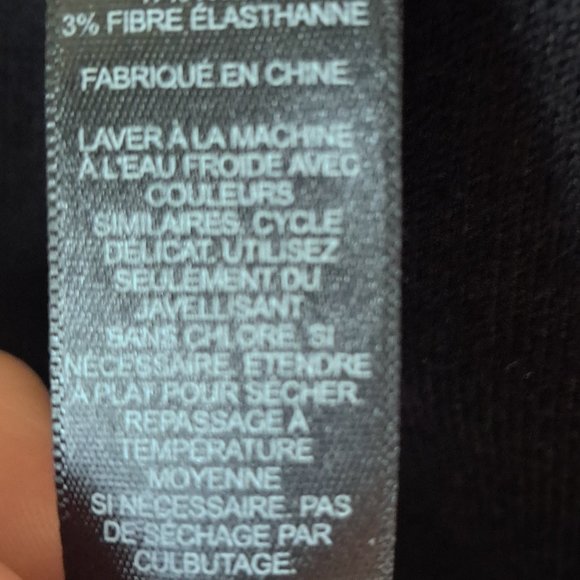 3% FIBRE ÉLASTHANNE
FABRIQUÉ EN CHINE
LAVER À LA MACHINE
À L'EAU FROIDE AVEC
COULEURS
SIMILAIRES, CYCLE
DÉLICAT. UTILISEZ
SEULEMENT DU
JAVELLISANT
SANS CHLORE, SI
NÉCESSAIRE. ÉTENDRE
À PLAT POUR SÉCHER.
REPASSAGE À
TEMPÉRATURE
MOYENNE
SI NÉCESSAIRE. PAS
DE SÉCHAGE PAR
CULBUTAGE.